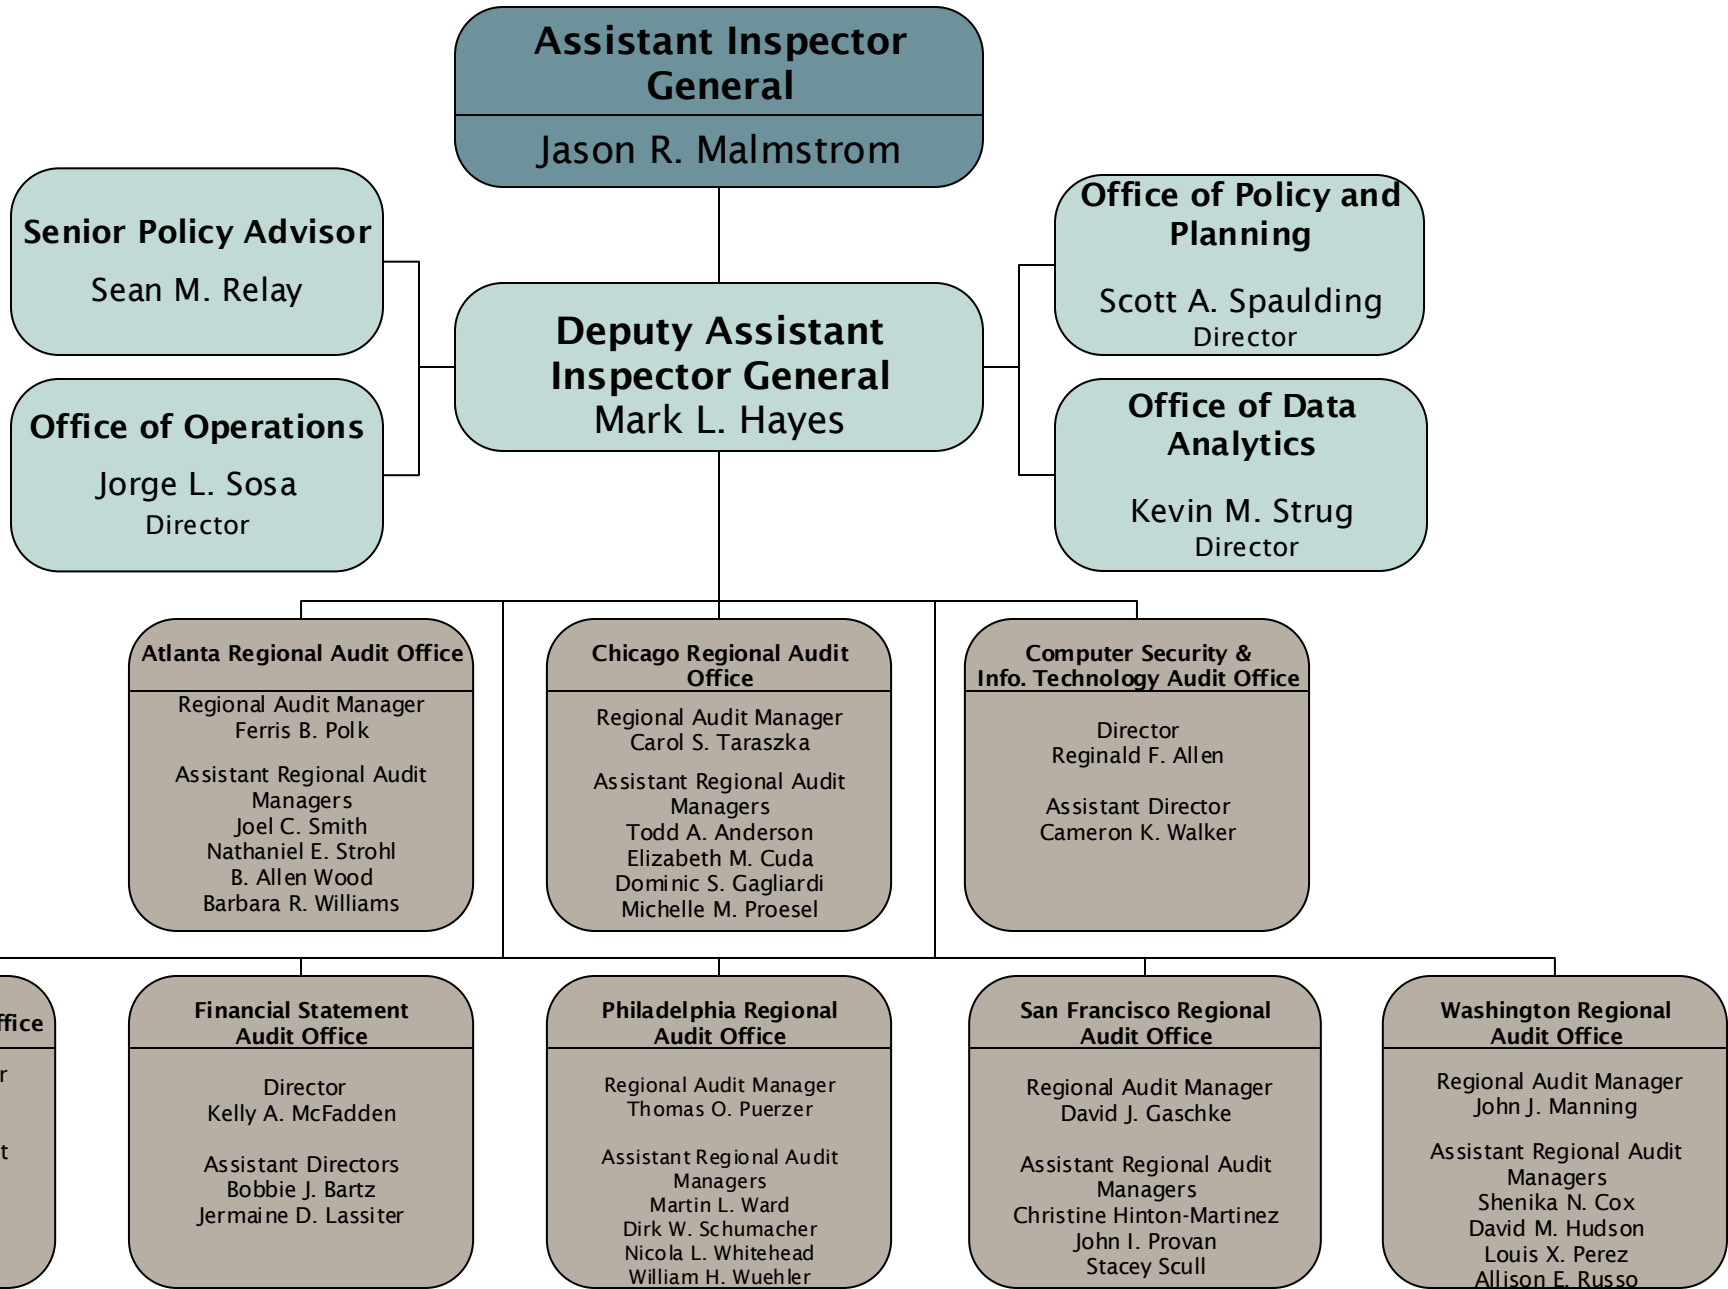 Assistant Inspector
General
Jason R. Malmstrom
Senior Policy Advisor
Sean M. Relay
Office of Policy and
Planning
Scott A. Spaulding
Director
Deputy Assistant
Inspector General
Mark L. Hayes
Office of Operations
Jorge L. Sosa
Director
Office of Data
Analytics
Kevin M. Strug
Director
Atlanta Regional Audit Office
Regional Audit Manager
Ferris B. Polk
Assistant Regional Audit
Managers
Joel C. Smith
Nathaniel E. Strohl
B. Allen Wood
Barbara R. Williams
Chicago Regional Audit
Office
Regional Audit Manager
Carol S. Taraszka
Assistant Regional Audit
Managers
Todd A. Anderson
Elizabeth M. Cuda
Dominic S. Gagliardi
Michelle M. Proesel
Computer Security &
Info. Technology Audit Office
Director
Reginald F. Allen
Assistant Director
Cameron K. Walker
Financial Statement
Audit Office
Director
Kelly A. McFadden
Assistant Directors
Bobbie J. Bartz
Jermaine D. Lassiter
Philadelphia Regional
Audit Office
Regional Audit Manager
Thomas O. Puerzer
Assistant Regional Audit
Managers
Martin L. Ward
Dirk W. Schumacher
Nicola L. Whitehead
William H. Wuehler
San Francisco Regional
Audit Office
Regional Audit Manager
David J. Gaschke
Assistant Regional Audit
Managers
Christine Hinton-Martinez
John I. Provan
Stacey Scull
Washington Regional
Audit Office
Regional Audit Manager
John J. Manning
Assistant Regional Audit
Managers
Shenika N. Cox
David M. Hudson
Louis X. Perez
Allison E. Russo